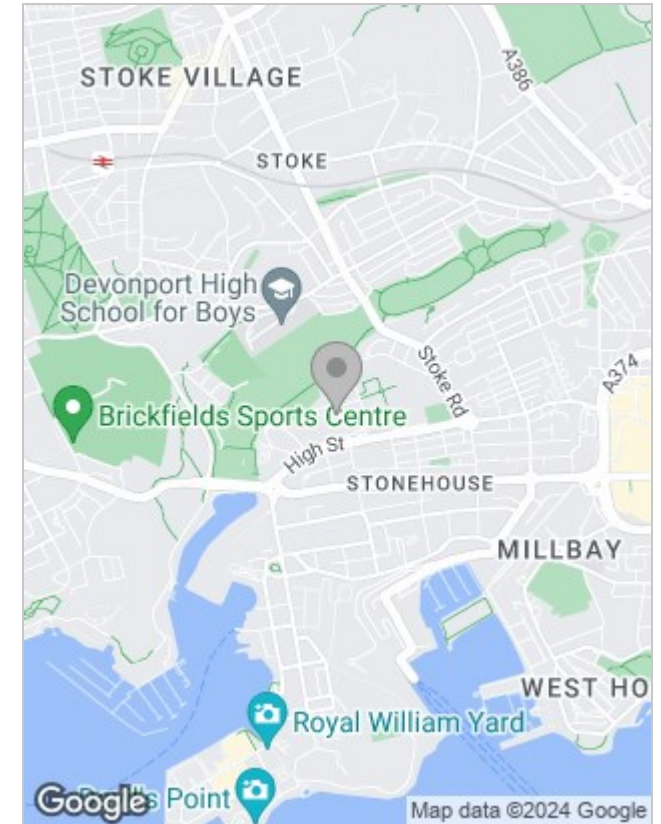 STOKE VILLAGE
A386
STOKE
Devonport High
School for Boys
Stoke Rd
A374
Brickfields Sports Centre
High St
STONEHOUSE
MILLBAY
WEST HO
Royal William Yard
Google
Point
Map data ©2024 Google